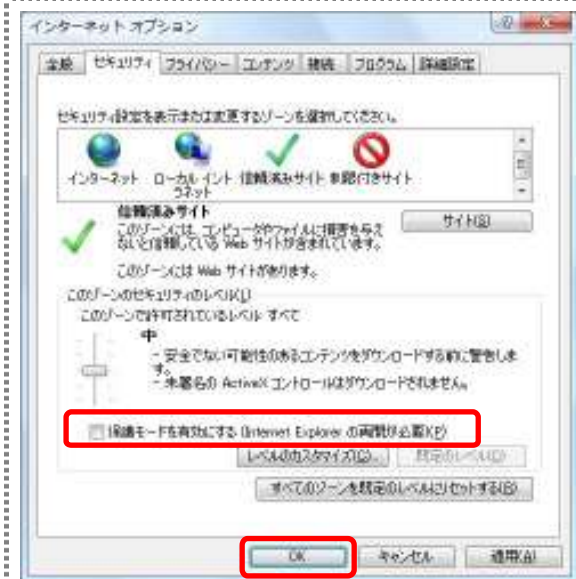 インターネット オプション
全般 セキュリティ プライバシー コンテンツ 接続 プログラム 詳細設定
セキュリティ設定を表示または変更するゾーンを選択してください。
インターネット ローカル イントラネット 信頼済みサイト 制限付きサイト
信頼済みサイト
このゾーンには、コンピュータやファイルに損害を与え
ないと信頼している Web サイトが含まれています。
サイト(S)
このゾーンには Web サイトがあります。
このゾーンのセキュリティのレベル(L)
このゾーンで許可されているレベル: すべて
中
- 安全でない可能性のあるコンテンツをダウンロードする前に警告しま
す。
- 未署名の ActiveX コントロールはダウンロードされません。
保護モードを有効にする (Internet Explorer の再開が必要)(P)
レベルのカスタマイズ(C)... 既定のレベル(D)
すべてのゾーンを既定のレベルにリセットする(R)
OK キャンセル 適用(A)